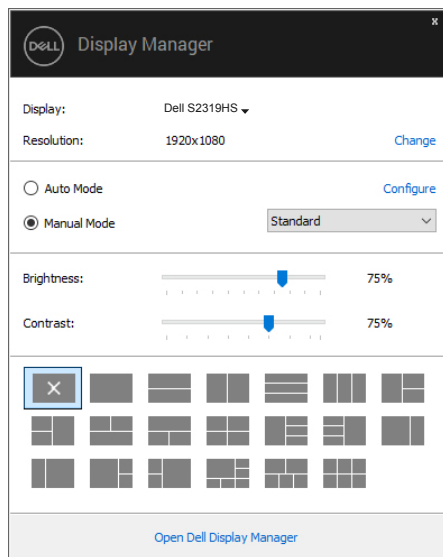 x
DELL Display Manager
Display: Dell S2319HS
Resolution: 1920x1080 Change
Auto Mode Configure
Manual Mode Standard
Brightness: 75%
Contrast: 75%
Open Dell Display Manager